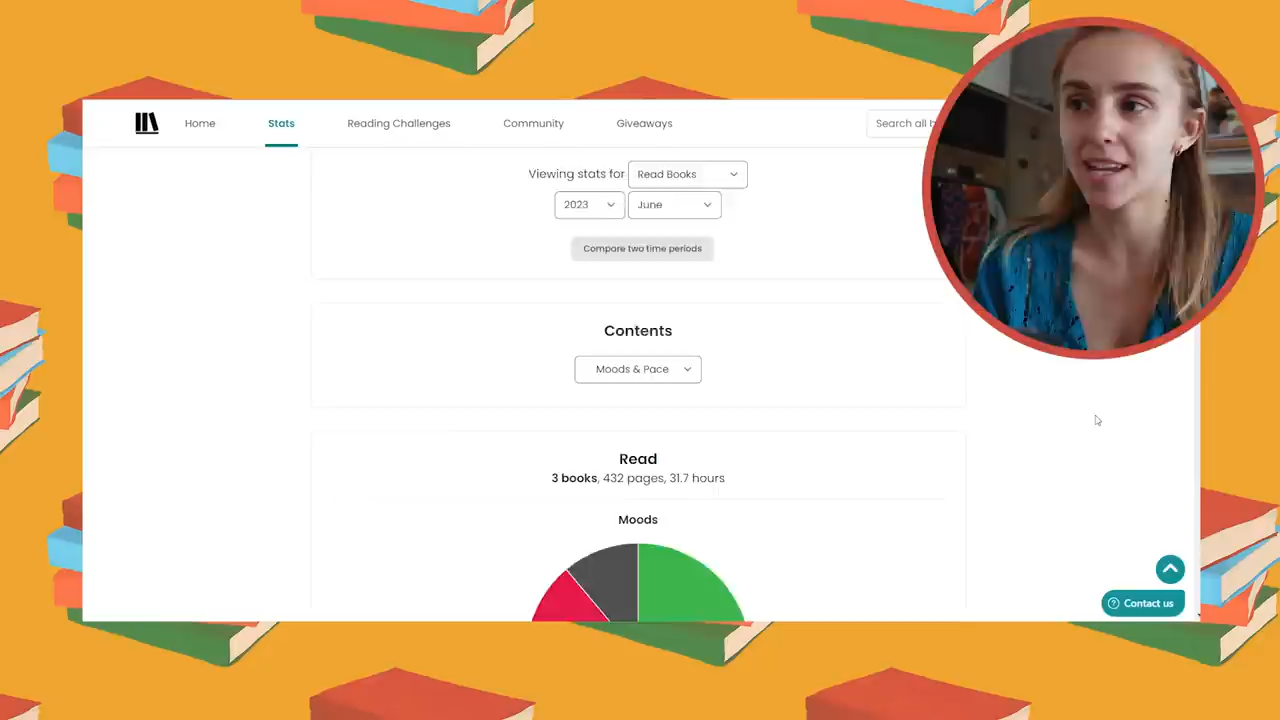 Home Stats Reading Challenges Community Giveaways Search all b
Viewing stats for Read Books
2023 June
Compare two time periods
Contents
Moods & Pace
Read
3 books, 432 pages, 31.7 hours
Moods
Contact us